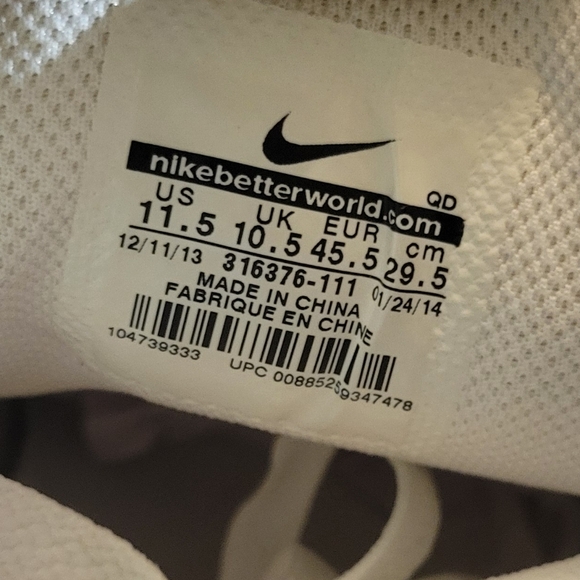 nikebetterworld.com
QD
US UK EUR cm
11.5 10.5 45.5 29.5
12/11/13 316376-111 01/24/14
MADE IN CHINA
FABRIQUE EN CHINE
104739333
UPC 00885259347478